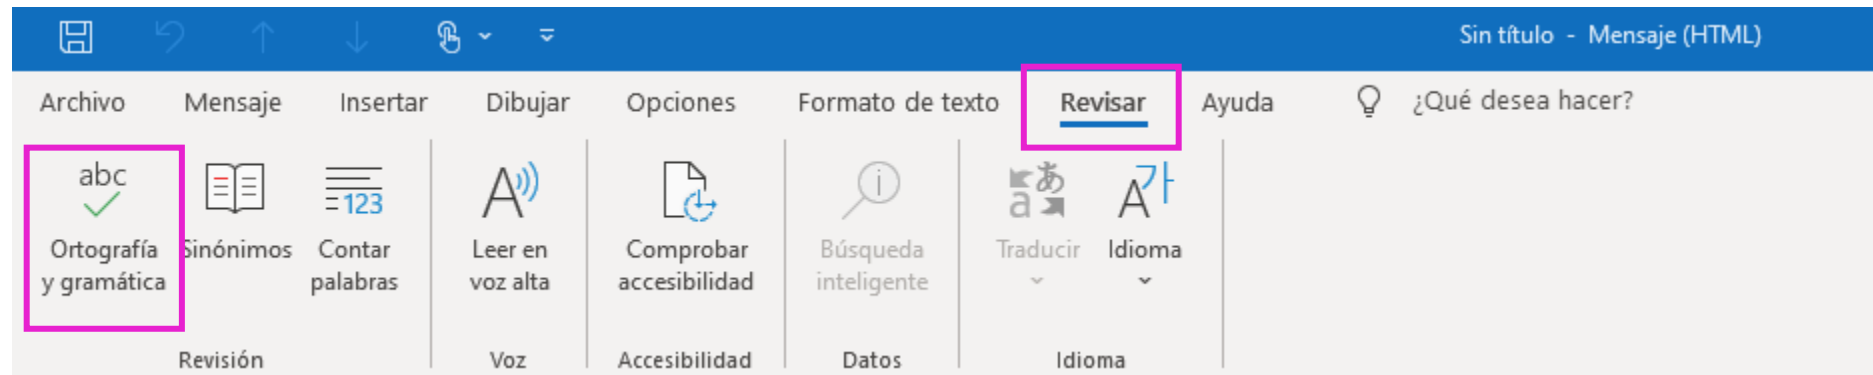 Sin título - Mensaje (HTML)
Archivo Mensaje Insertar Dibujar Opciones Formato de texto Revisar Ayuda ¿Qué desea hacer?
abc
123
Ortografía
y gramática
Sinónimos
Contar
palabras
Leer en
voz alta
Comprobar
accesibilidad
Búsqueda
inteligente
Traducir
Idioma
Revisión Voz Accesibilidad Datos Idioma